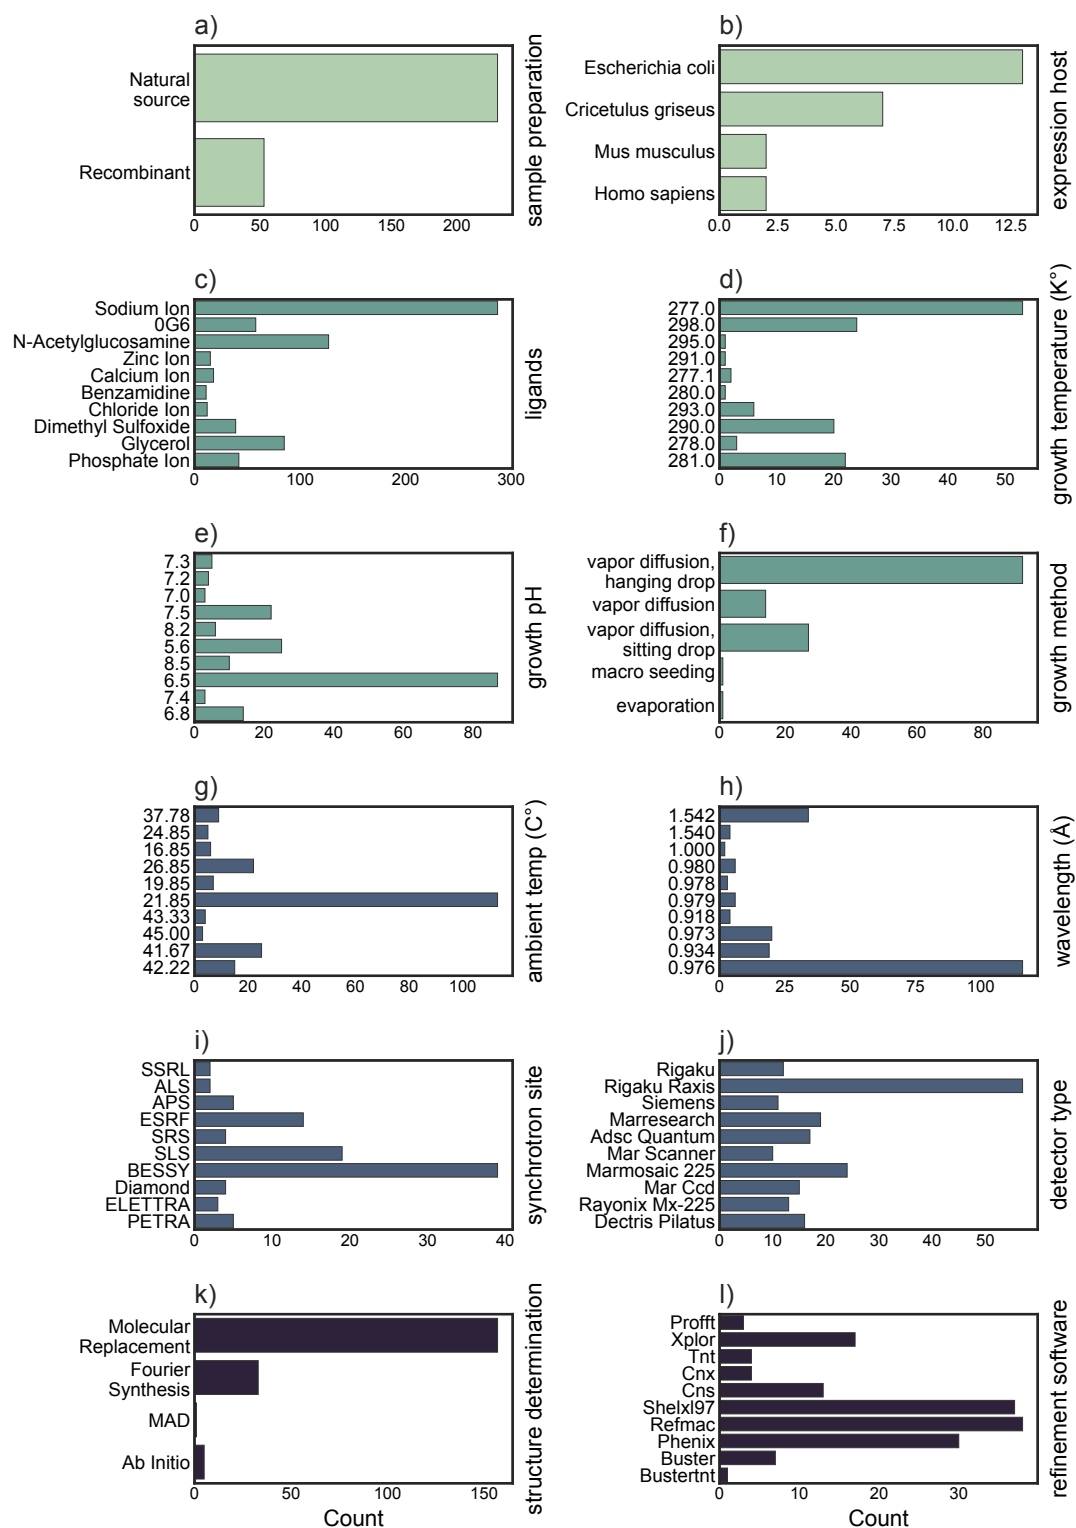 a)
Natural
source
Recombinant
0 50 100 150 200
sample preparation
b)
Escherichia coli
Cricetulus griseus
Mus musculus
Homo sapiens
0.0 2.5 5.0 7.5 10.0 12.5
expression host
c)
Sodium Ion
0G6
N-Acetylglucosamine
Zinc Ion
Calcium Ion
Benzamidine
Chloride Ion
Dimethyl Sulfoxide
Glycerol
Phosphate Ion
0 100 200 300
ligands
d)
277.0
298.0
295.0
291.0
277.1
280.0
293.0
290.0
278.0
281.0
0 10 20 30 40 50
growth temperature (K°)
e)
7.3
7.2
7.0
7.5
8.2
5.6
8.5
6.5
7.4
6.8
0 20 40 60 80
growth pH
f)
vapor diffusion,
hanging drop
vapor diffusion
vapor diffusion,
sitting drop
macro seeding
evaporation
0 20 40 60 80
growth method
g)
37.78
24.85
16.85
26.85
19.85
21.85
43.33
45.00
41.67
42.22
0 20 40 60 80 100
ambient temp (C°)
h)
1.542
1.540
1.000
0.980
0.978
0.979
0.918
0.973
0.934
0.976
0 25 50 75 100
wavelength (Å)
i)
SSRL
ALS
APS
ESRF
SRS
SLS
BESSY
Diamond
ELETTRA
PETRA
0 10 20 30 40
synchrotron site
j)
Rigaku
Rigaku Raxis
Siemens
Marresearch
Adsc Quantum
Mar Scanner
Marmosaic 225
Mar Ccd
Rayonix Mx-225
Dectris Pilatus
0 10 20 30 40 50
detector type
k)
Molecular
Replacement
Fourier
Synthesis
MAD
Ab Initio
0 50 100 150
Count
structure determination
l)
Profft
Xplor
Tnt
Cnx
Cns
Shelxl97
Refmac
Phenix
Buster
Bustertnt
0 10 20 30
Count
refinement software